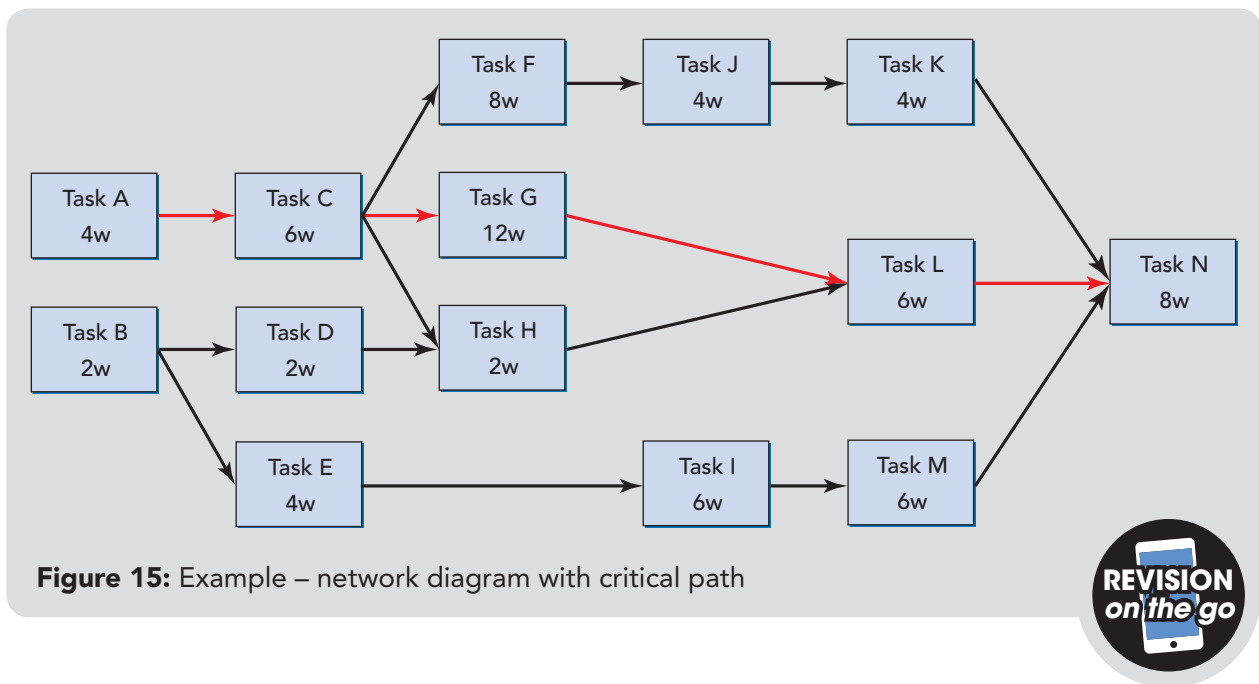 Task F
8w
Task J
4w
Task K
4w
Task A
4w
Task C
6w
Task G
12w
Task L
6w
Task N
8w
Task B
2w
Task D
2w
Task H
2w
Task E
4w
Task I
6w
Task M
6w
Figure 15: Example – network diagram with critical path
REVISION
on the go